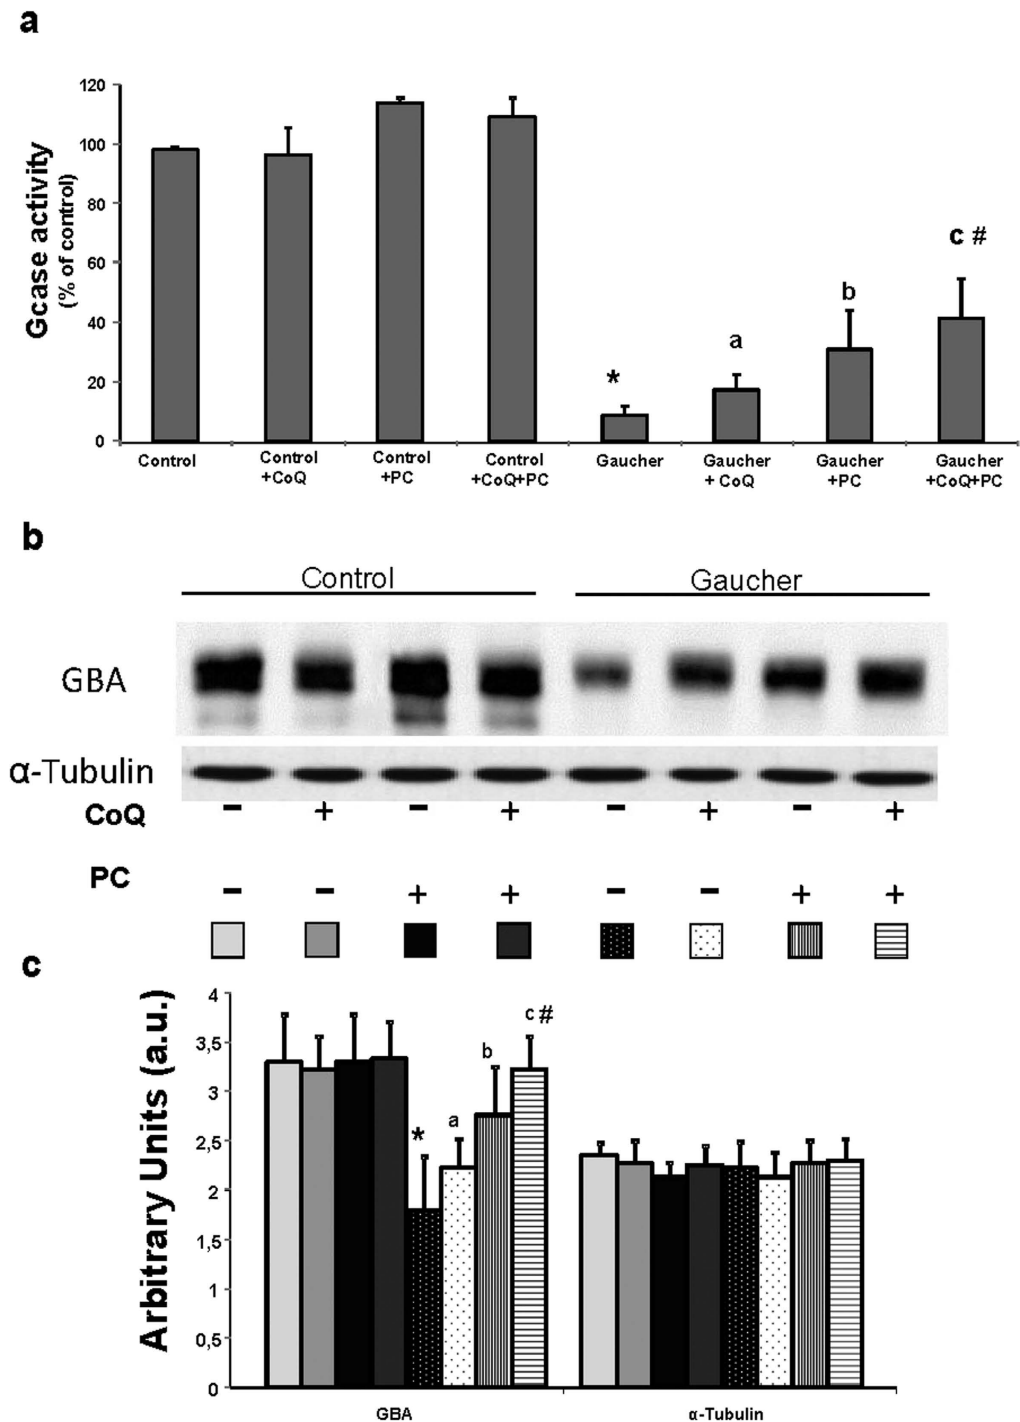 a
Gcase activity
(% of control)
120
100
80
60
40
20
0
*
a
b
c #
Control
Control
+CoQ
Control
+PC
Control
+CoQ+PC
Gaucher
Gaucher
+ CoQ
Gaucher
+PC
Gaucher
+CoQ+PC
b
Control Gaucher
GBA
α-Tubulin
CoQ − + − + − + − +
PC − − + + − − + +
c
Arbitrary Units (a.u.)
4
3,5
3
2,5
2
1,5
1
0,5
0
*
a
b
c #
GBA α-Tubulin